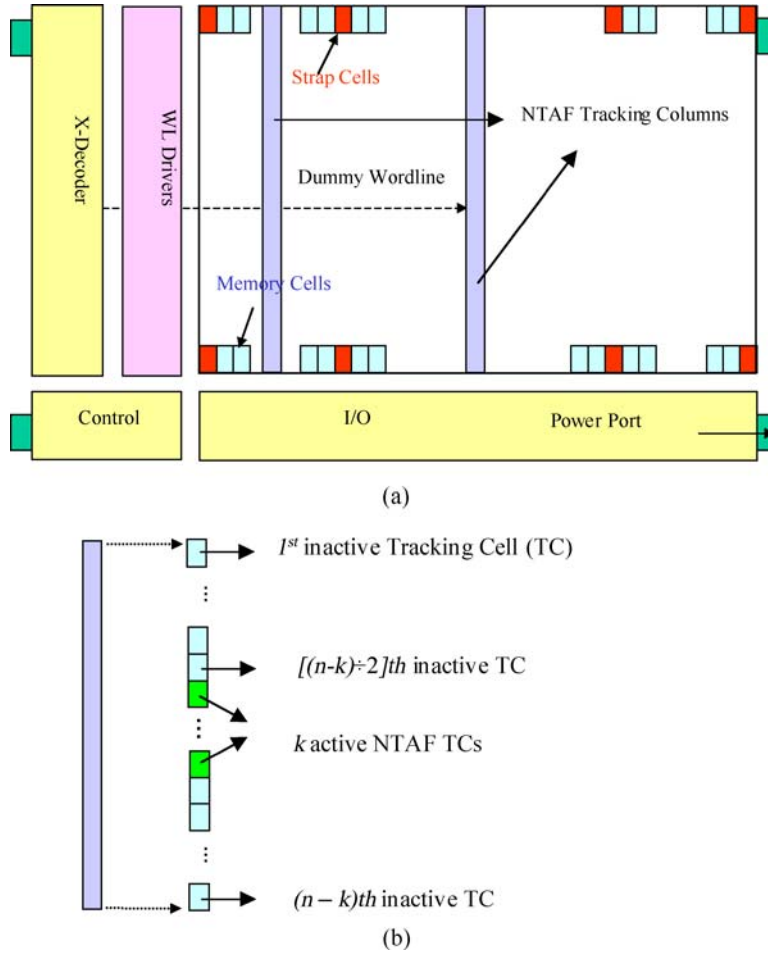 Strap Cells
X-Decoder
WL Drivers
NTAF Tracking Columns
Dummy Wordline
Memory Cells
Control
I/O
Power Port
(a)
1st inactive Tracking Cell (TC)
[(n-k)÷2]th inactive TC
k active NTAF TCs
(n – k)th inactive TC
(b)